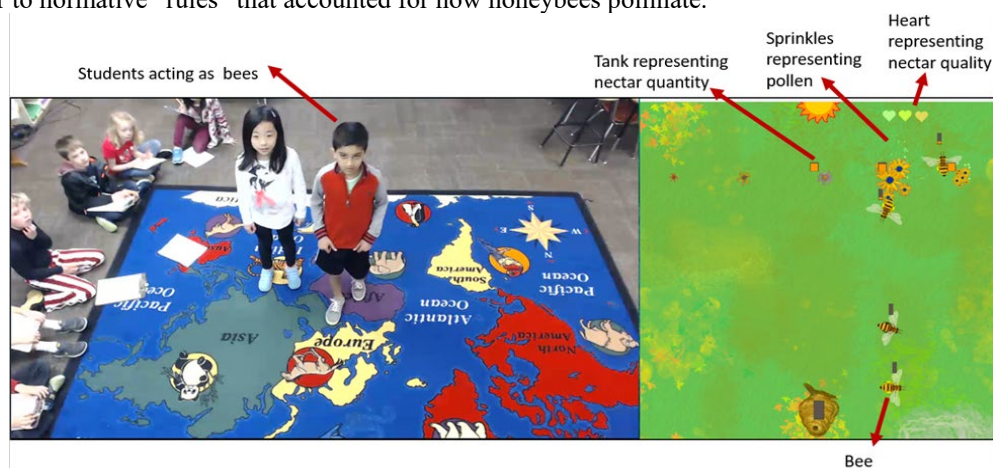 to normative "rules" that accounted for how honeybees pollinate.
Students acting as bees
Tank representing
nectar quantity
Sprinkles
representing
pollen
Heart
representing
nectar quality
S
E
W
N
South
America
Pacific
Ocean
Pacific
Atlantic
Ocean
Asia
Europe
North
America
Bee